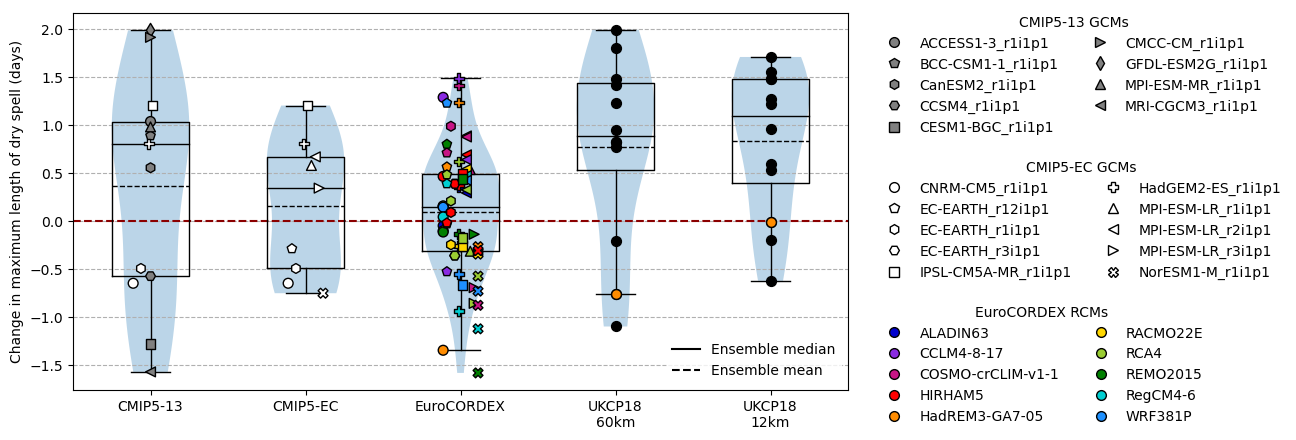 Change in maximum length of dry spell (days)
2.0
1.5
1.0
0.5
0.0
−0.5
−1.0
−1.5
Ensemble median
Ensemble mean
CMIP5-13
CMIP5-EC
EuroCORDEX
UKCP18
60km
UKCP18
12km
CMIP5-13 GCMs
ACCESS1-3_r1i1p1
BCC-CSM1-1_r1i1p1
CanESM2_r1i1p1
CCSM4_r1i1p1
CESM1-BGC_r1i1p1
CMCC-CM_r1i1p1
GFDL-ESM2G_r1i1p1
MPI-ESM-MR_r1i1p1
MRI-CGCM3_r1i1p1
CMIP5-EC GCMs
CNRM-CM5_r1i1p1
EC-EARTH_r12i1p1
EC-EARTH_r1i1p1
EC-EARTH_r3i1p1
IPSL-CM5A-MR_r1i1p1
HadGEM2-ES_r1i1p1
MPI-ESM-LR_r1i1p1
MPI-ESM-LR_r2i1p1
MPI-ESM-LR_r3i1p1
NorESM1-M_r1i1p1
EuroCORDEX RCMs
ALADIN63
CCLM4-8-17
COSMO-crCLIM-v1-1
HIRHAM5
HadREM3-GA7-05
RACMO22E
RCA4
REMO2015
RegCM4-6
WRF381P